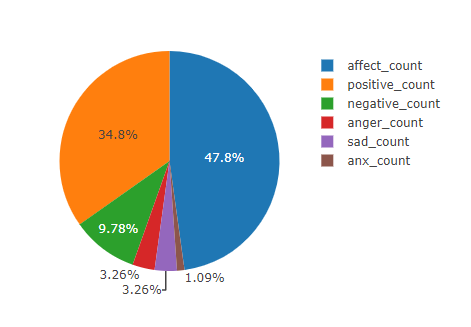 affect_count
positive_count
negative_count
anger_count
sad_count
anx_count
34.8%
47.8%
9.78%
3.26%
3.26%
1.09%